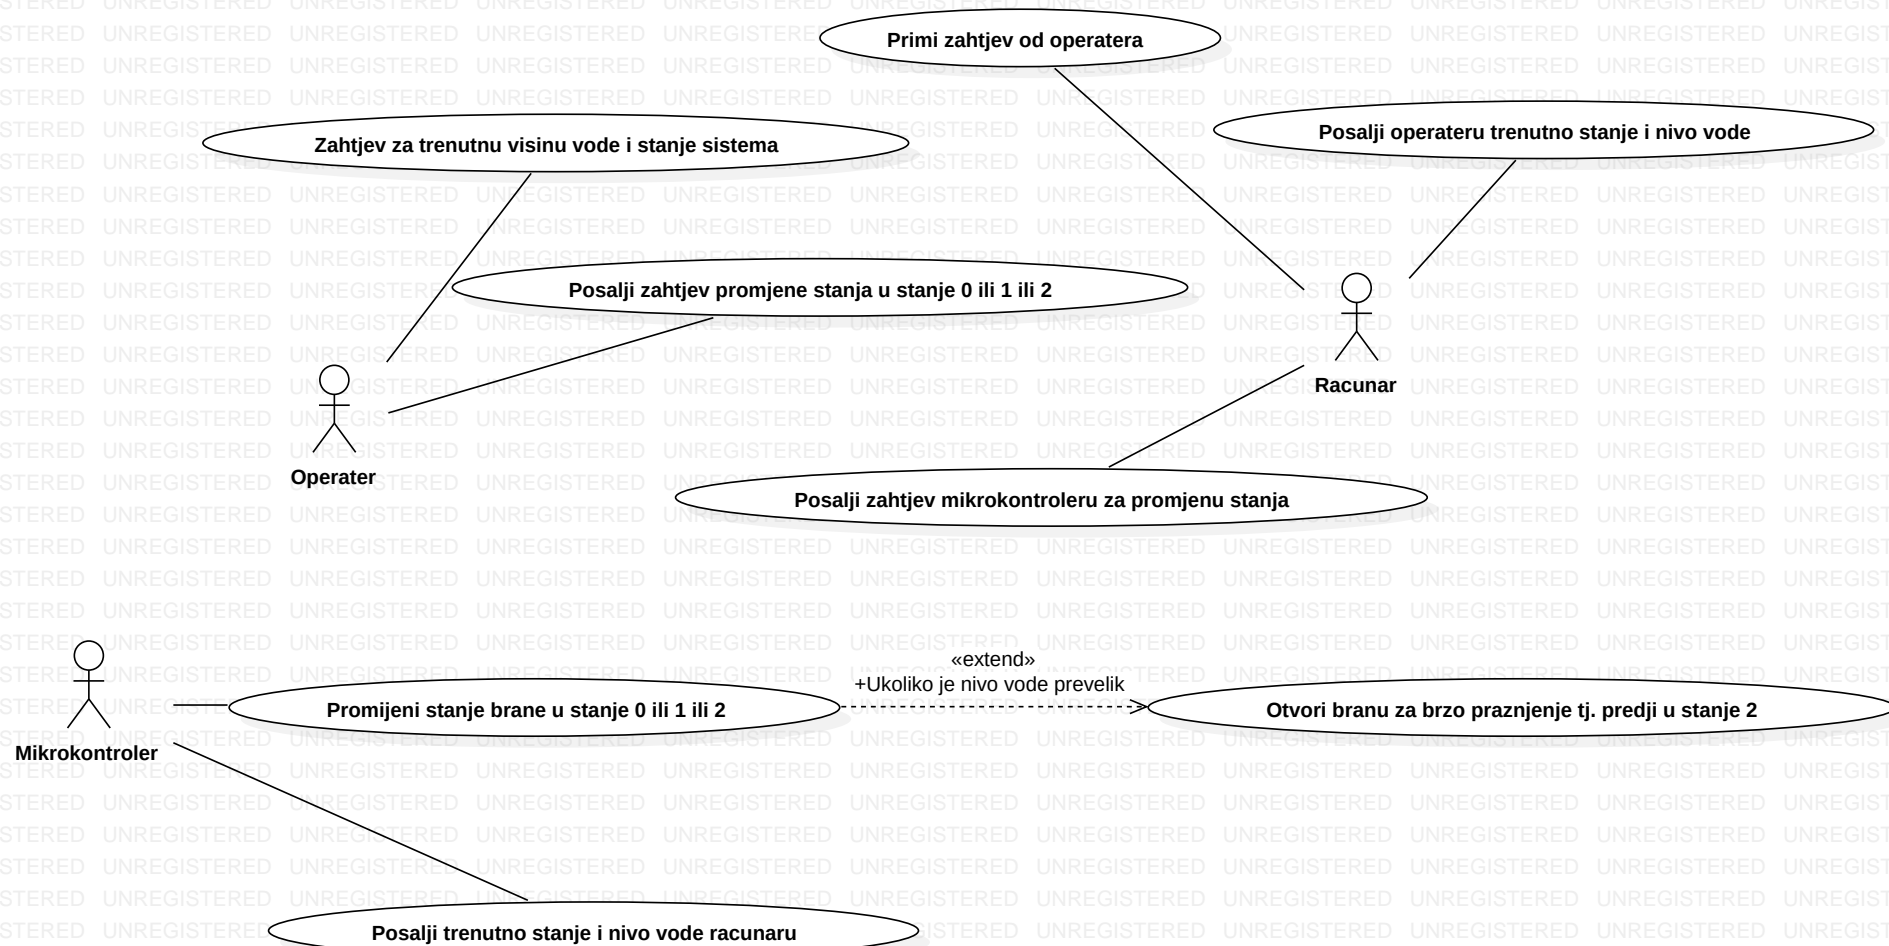 Primi zahtjev od operatera
Posalji operateru trenutno stanje i nivo vode
Zahtjev za trenutnu visinu vode i stanje sistema
Posalji zahtjev promjene stanja u stanje 0 ili 1 ili 2
Racunar
Operater
Posalji zahtjev mikrokontroleru za promjenu stanja
«extend»
+Ukoliko je nivo vode prevelik
Promijeni stanje brane u stanje 0 ili 1 ili 2
Otvori branu za brzo praznjenje tj. predji u stanje 2
Mikrokontroler
Posalji trenutno stanje i nivo vode racunaru
UNREGISTERED